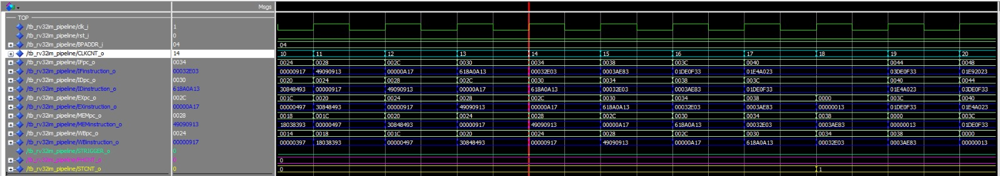 Msgs
TOP
/tb_rv32im_pipeline/clk_i 1
/tb_rv32im_pipeline/rst_i 0
/tb_rv32im_pipeline/BPADDR_i 04 04
/tb_rv32im_pipeline/CLKCNT_o 14 10 11 12 13 14 15 16 17 18 19 20
/tb_rv32im_pipeline/IFpc_o 0034 0024 0028 002C 0030 0034 0038 003C 0040 0044 0048
/tb_rv32im_pipeline/IFinstruction_o 00032E03 00000917 49090913 00000A17 618A0A13 00032E03 0003AE83 01DE0F33 01E4A023 03DE0F33 01E92023
/tb_rv32im_pipeline/IDpc_o 0030 0020 0024 0028 002C 0030 0034 0038 003C 0040 0044
/tb_rv32im_pipeline/IDinstruction_o 618A0A13 30848493 00000917 49090913 00000A17 618A0A13 00032E03 0003AE83 01DE0F33 01E4A023 03DE0F33
/tb_rv32im_pipeline/EXpc_o 002C 001C 0020 0024 0028 002C 0030 0034 0038 0000 003C 0040
/tb_rv32im_pipeline/EXinstruction_o 00000A17 00000497 30848493 00000917 49090913 00000A17 618A0A13 00032E03 0003AE83 00000013 01DE0F33 01E4A023
/tb_rv32im_pipeline/MEMpc_o 0028 0018 001C 0020 0024 0028 002C 0030 0034 0038 0000 003C
/tb_rv32im_pipeline/MEMinstruction_o 49090913 18038393 00000497 30848493 00000917 49090913 00000A17 618A0A13 00032E03 0003AE83 00000013 01DE0F33
/tb_rv32im_pipeline/WBpc_o 0024 0014 0018 001C 0020 0024 0028 002C 0030 0034 0038 0000
/tb_rv32im_pipeline/WBinstruction_o 00000917 00000397 18038393 00000497 30848493 00000917 49090913 00000A17 618A0A13 00032E03 0003AE83 00000013
/tb_rv32im_pipeline/STRIGGER_o 0
0 0
/tb_rv32im_pipeline/STCNT_o 0 0 1